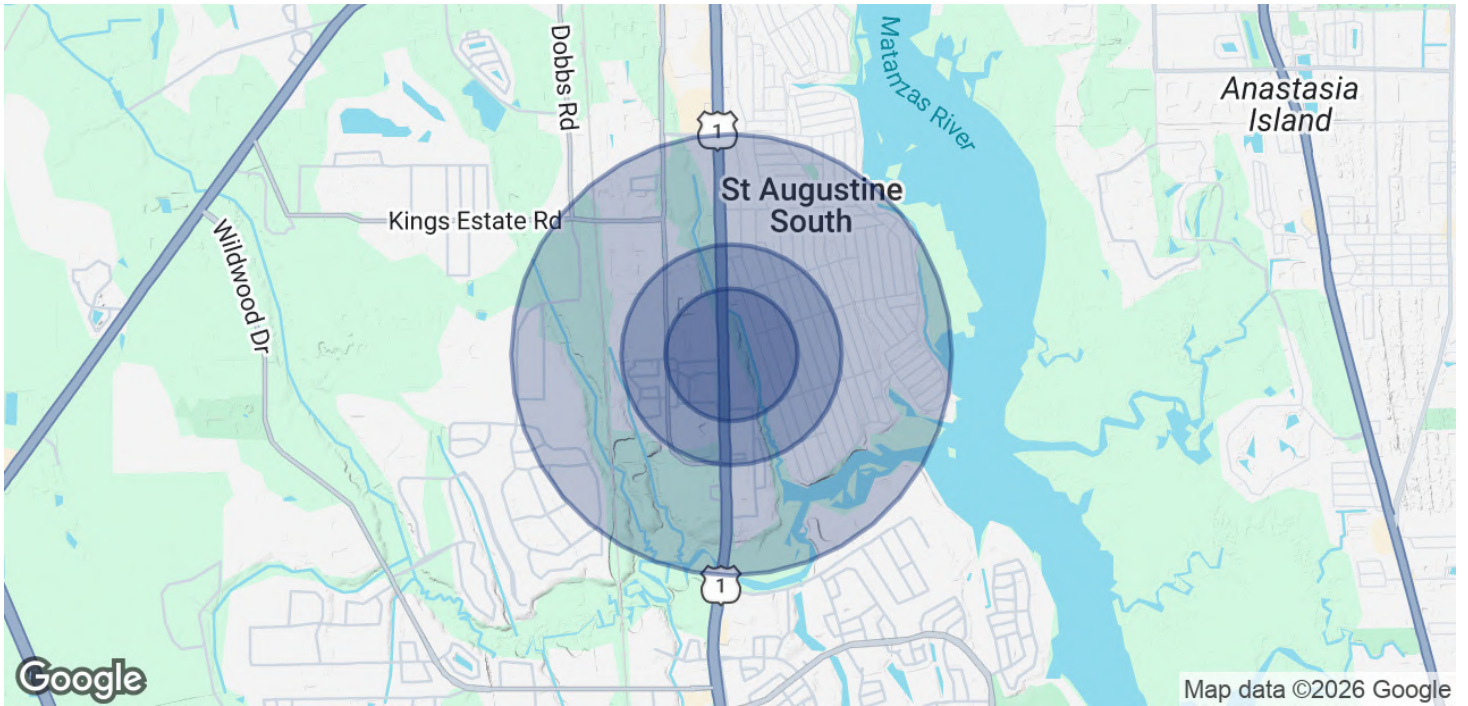 Dobbs Rd
Matanzas River
Anastasia
Island
1
St Augustine
South
Kings Estate Rd
Wildwood Dr
1
Google
Map data ©2026 Google